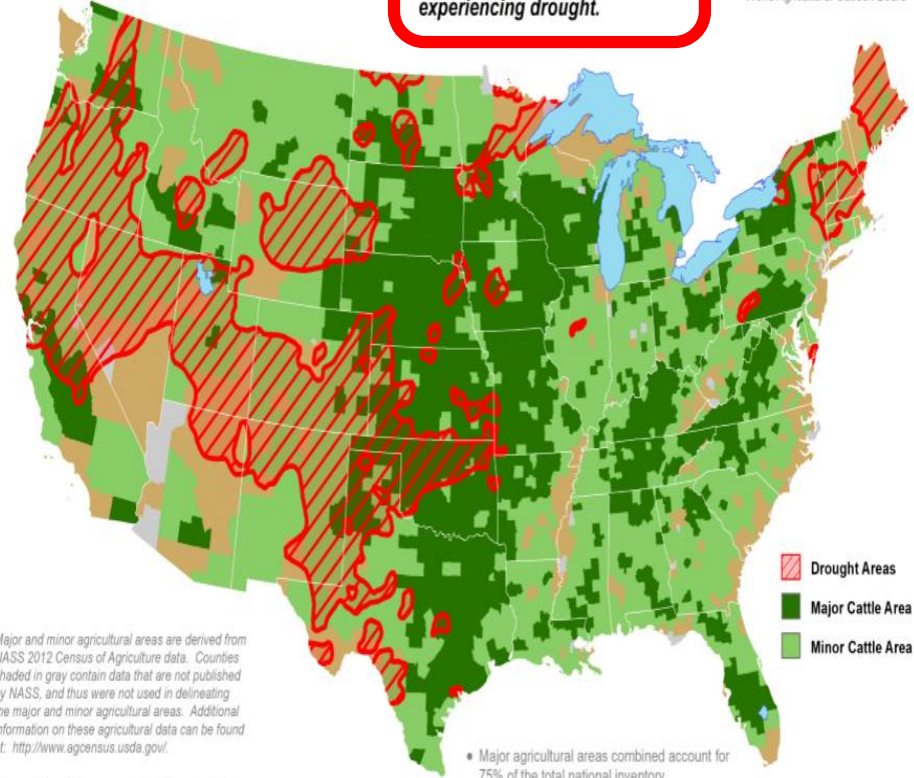 experiencing drought.
Drought Areas
Major Cattle Area
Minor Cattle Area
Major and minor agricultural areas are derived from
NASS 2012 Census of Agriculture data. Counties
shaded in gray contain data that are not published
by NASS, and thus were not used in delineating
the major and minor agricultural areas. Additional
information on these agricultural data can be found
at: http://www.agcensus.usda.gov/.
● Major agricultural areas combined account for
75% of the total national inventory.